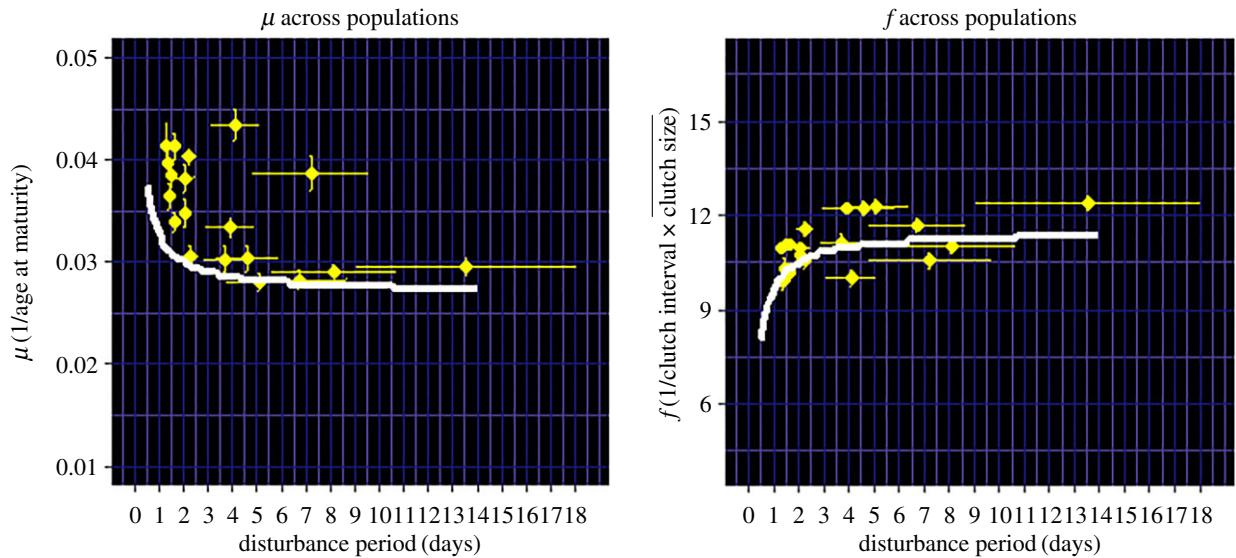 μ across populations
0.05
0.04
0.03
0.02
0.01
μ (1/age at maturity)
0 1 2 3 4 5 6 7 8 9 10 11 12 13 14 15 16 17 18
disturbance period (days)
f across populations
15
12
9
6
f (1/clutch interval × clutch size)
0 1 2 3 4 5 6 7 8 9 10 11 12 13 14 15 16 17 18
disturbance period (days)